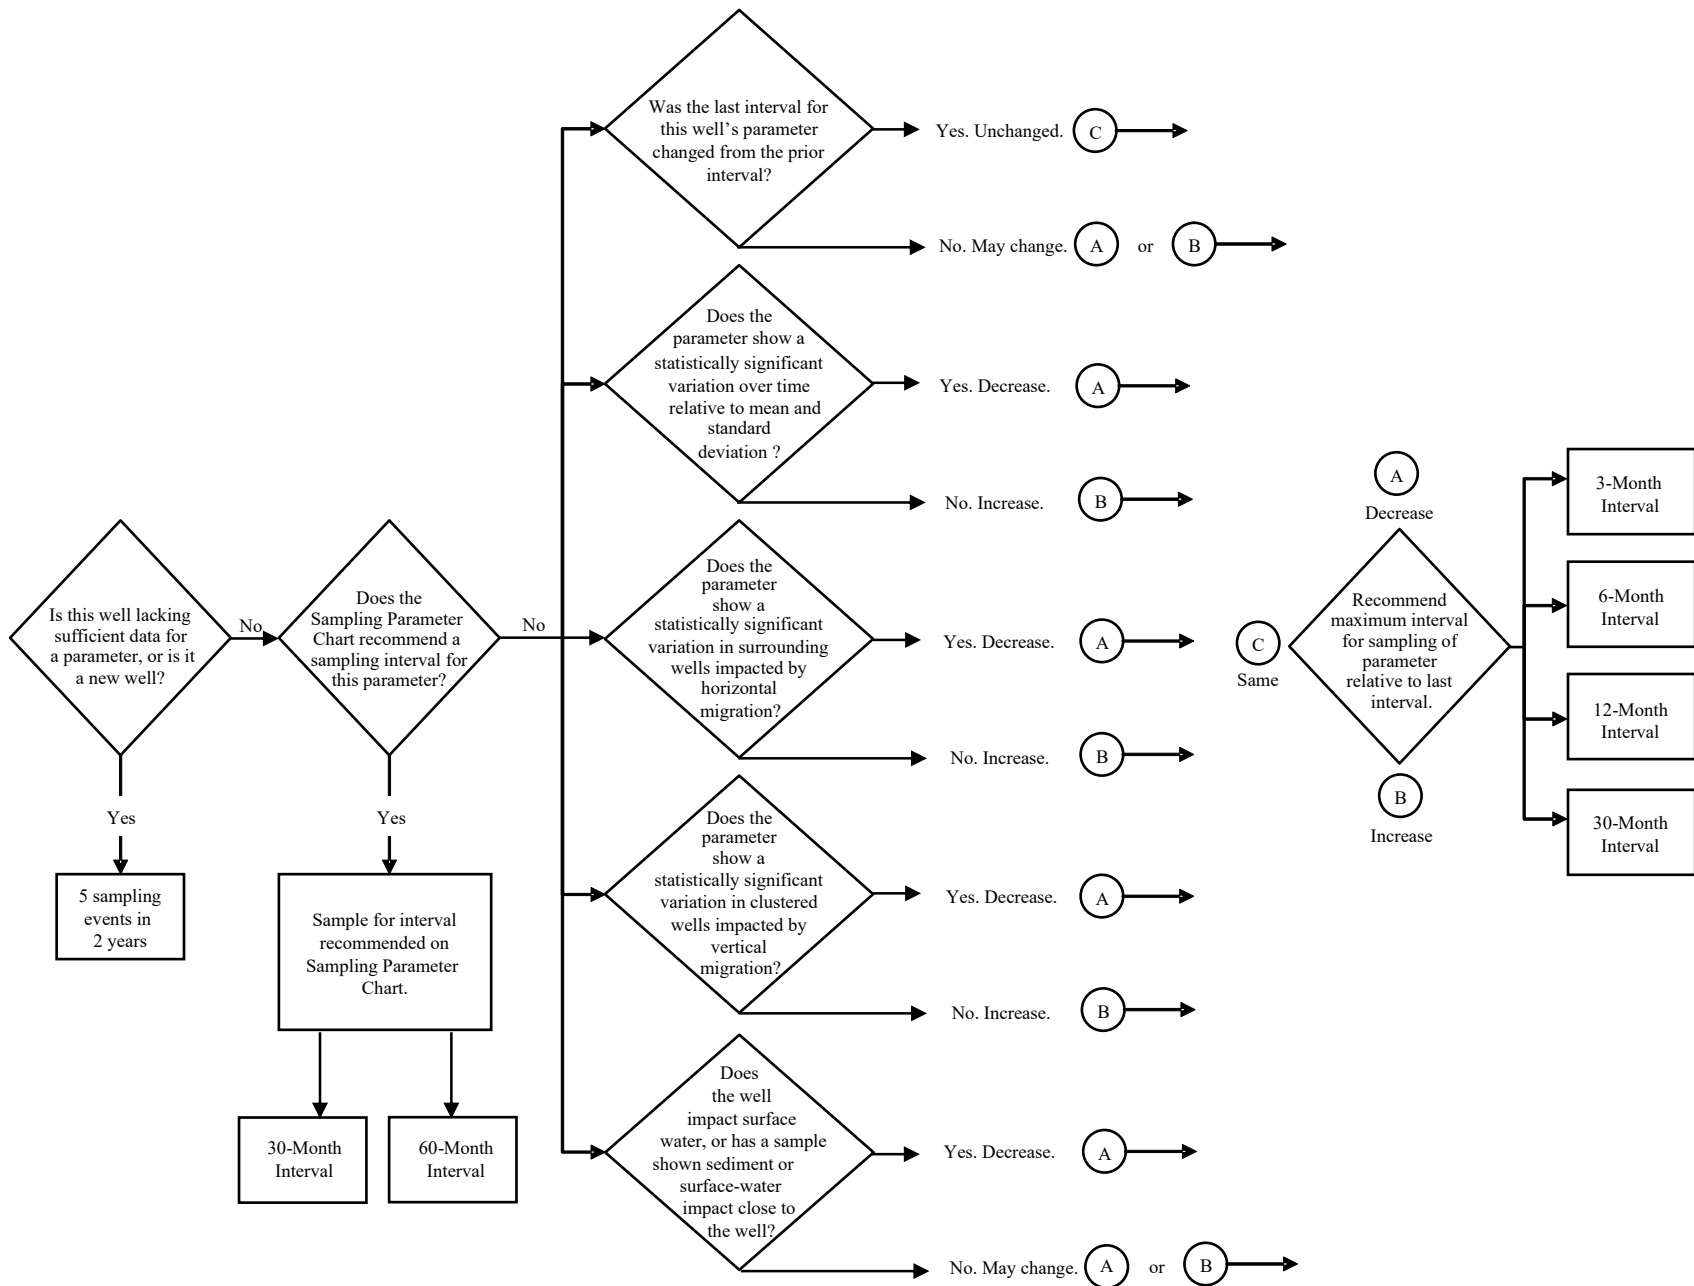 Is this well lacking
sufficient data for
a parameter, or is it
a new well?
No
Yes
5 sampling
events in
2 years
Does the
Sampling Parameter
Chart recommend a
sampling interval for
this parameter?
No
Yes
Sample for interval
recommended on
Sampling Parameter
Chart.
30-Month
Interval
60-Month
Interval
Was the last interval for
this well’s parameter
changed from the prior
interval?
Yes. Unchanged. C
No. May change. A or B
Does the
parameter show a
statistically significant
variation over time
relative to mean and
standard
deviation ?
Yes. Decrease. A
No. Increase. B
Does the
parameter
show a
statistically significant
variation in surrounding
wells impacted by
horizontal
migration?
Yes. Decrease. A
No. Increase. B
Does the
parameter
show a
statistically significant
variation in clustered
wells impacted by
vertical
migration?
Yes. Decrease. A
No. Increase. B
Does
the well
impact surface
water, or has a sample
shown sediment or
surface-water
impact close to
the well?
Yes. Decrease. A
No. May change. A or B
A
Decrease
C
Same
Recommend
maximum interval
for sampling of
parameter
relative to last
interval.
B
Increase
3-Month
Interval
6-Month
Interval
12-Month
Interval
30-Month
Interval